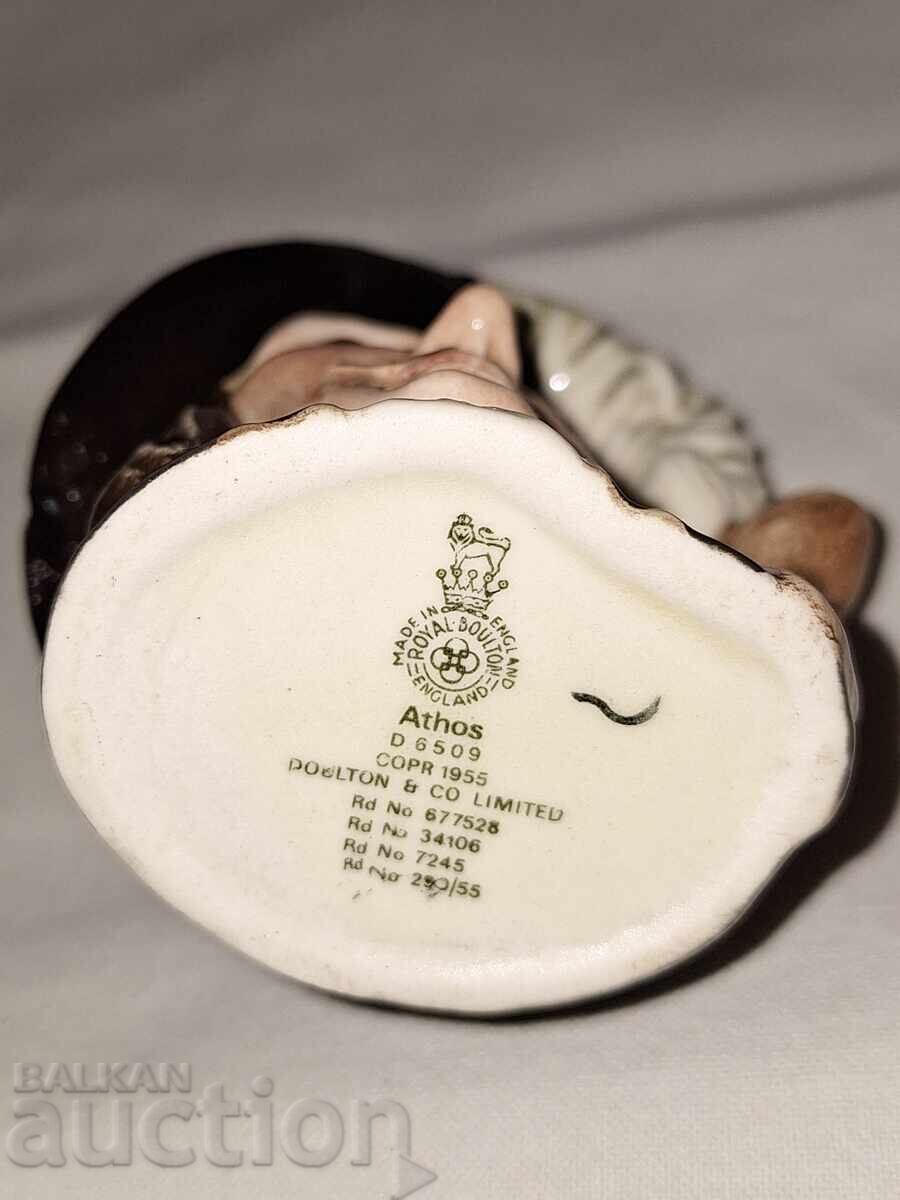 MADE IN ENGLAND
ROYAL·DOULTON
ENGLAND
Athos
D 6509
COPR 1955
DOULTON & CO LIMITED
Rd No 677528
Rd No 34106
Rd No 7245
Rd No 290/55
BALKAN
auction